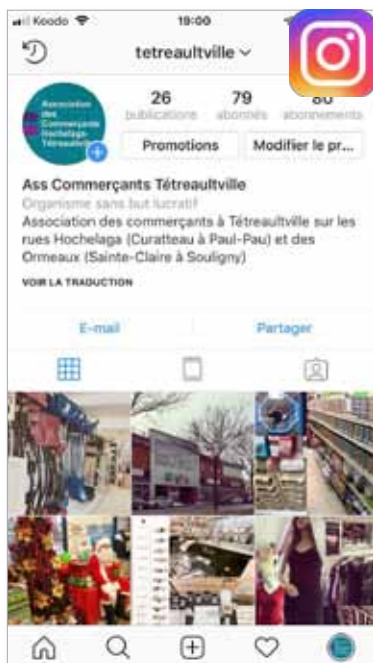 Koodo 19:00
tetreaultville
Association
des
Commerçants
Hochelaga
Tétreaultville
26 79 80
publications abonnés abonnements
Promotions Modifier le pr...
Ass Commerçants Tétreaultville
Organisme sans but lucratif
Association des commerçants à Tétreaultville sur les
rues Hochelaga (Curatteau à Paul-Pau) et des
Ormeaux (Sainte-Claire à Souligny)
VOIR LA TRADUCTION
E-mail Partager